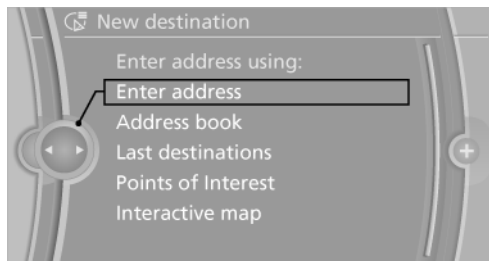 New destination
Enter address using:
Enter address
Address book
Last destinations
Points of Interest
Interactive map